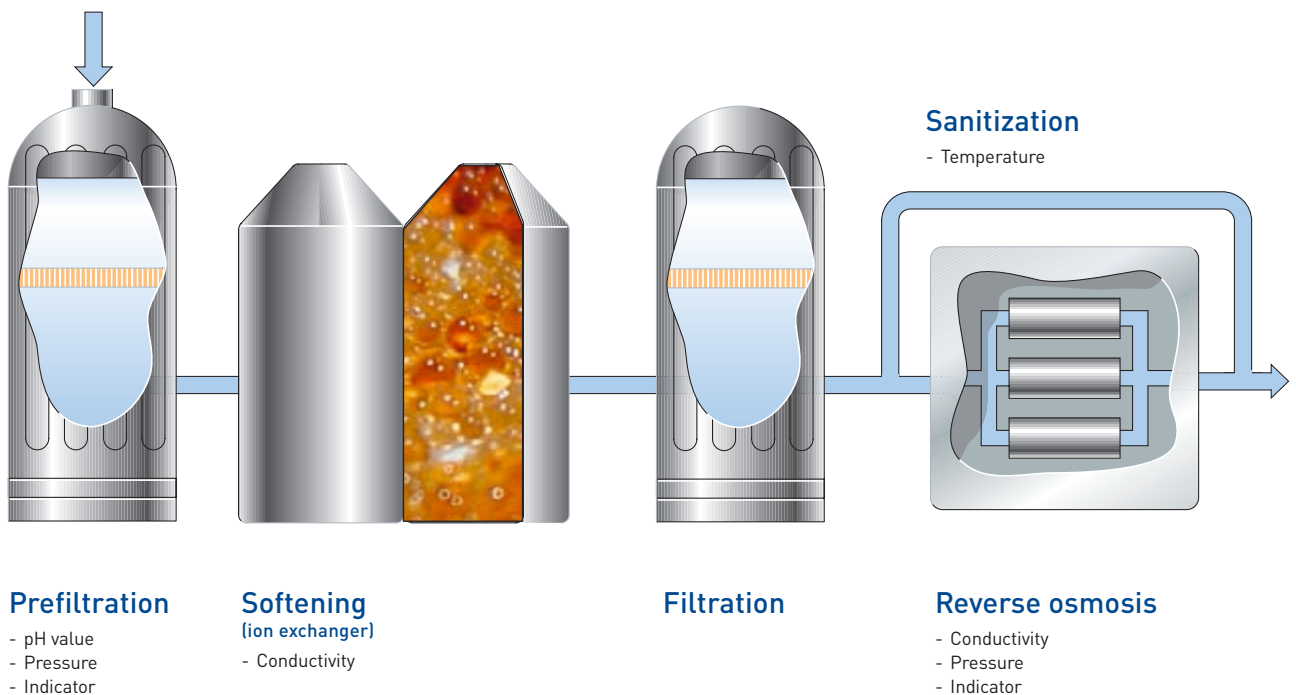 Sanitization
- Temperature
Prefiltration
- pH value
- Pressure
- Indicator
Softening
(ion exchanger)
- Conductivity
Filtration
Reverse osmosis
- Conductivity
- Pressure
- Indicator